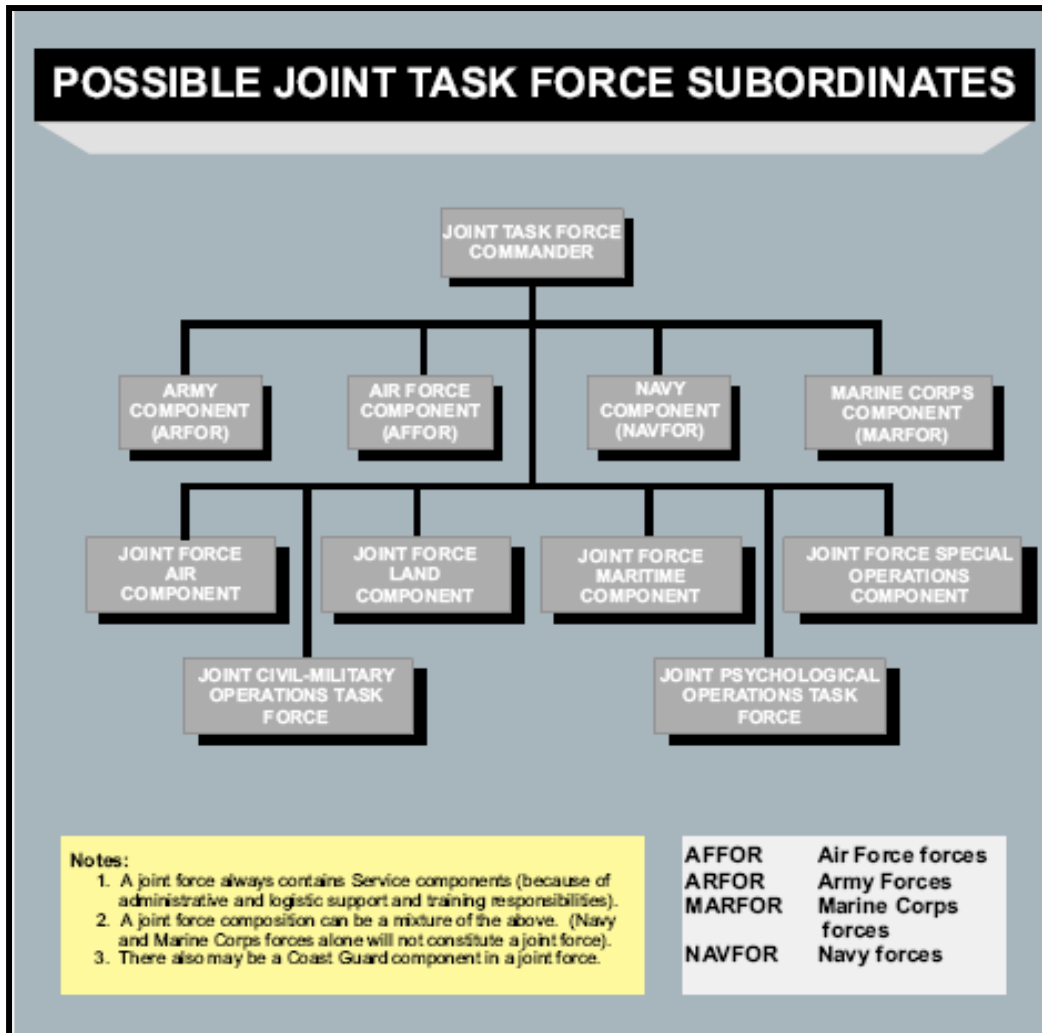 POSSIBLE JOINT TASK FORCE SUBORDINATES
JOINT TASK FORCE
COMMANDER
ARMY
COMPONENT
(ARFOR)
AIR FORCE
COMPONENT
(AFFOR)
NAVY
COMPONENT
(NAVFOR)
MARINE CORPS
COMPONENT
(MARFOR)
JOINT FORCE
AIR
COMPONENT
JOINT FORCE
LAND
COMPONENT
JOINT FORCE
MARITIME
COMPONENT
JOINT FORCE SPECIAL
OPERATIONS
COMPONENT
JOINT CIVIL-MILITARY
OPERATIONS TASK
FORCE
JOINT PSYCHOLOGICAL
OPERATIONS TASK
FORCE
Notes:
1. A joint force always contains Service components (because of
administrative and logistic support and training responsibilities).
2. A joint force composition can be a mixture of the above. (Navy
and Marine Corps forces alone will not constitute a joint force).
3. There also may be a Coast Guard component in a joint force.
AFFOR Air Force forces
ARFOR Army Forces
MARFOR Marine Corps
forces
NAVFOR Navy forces